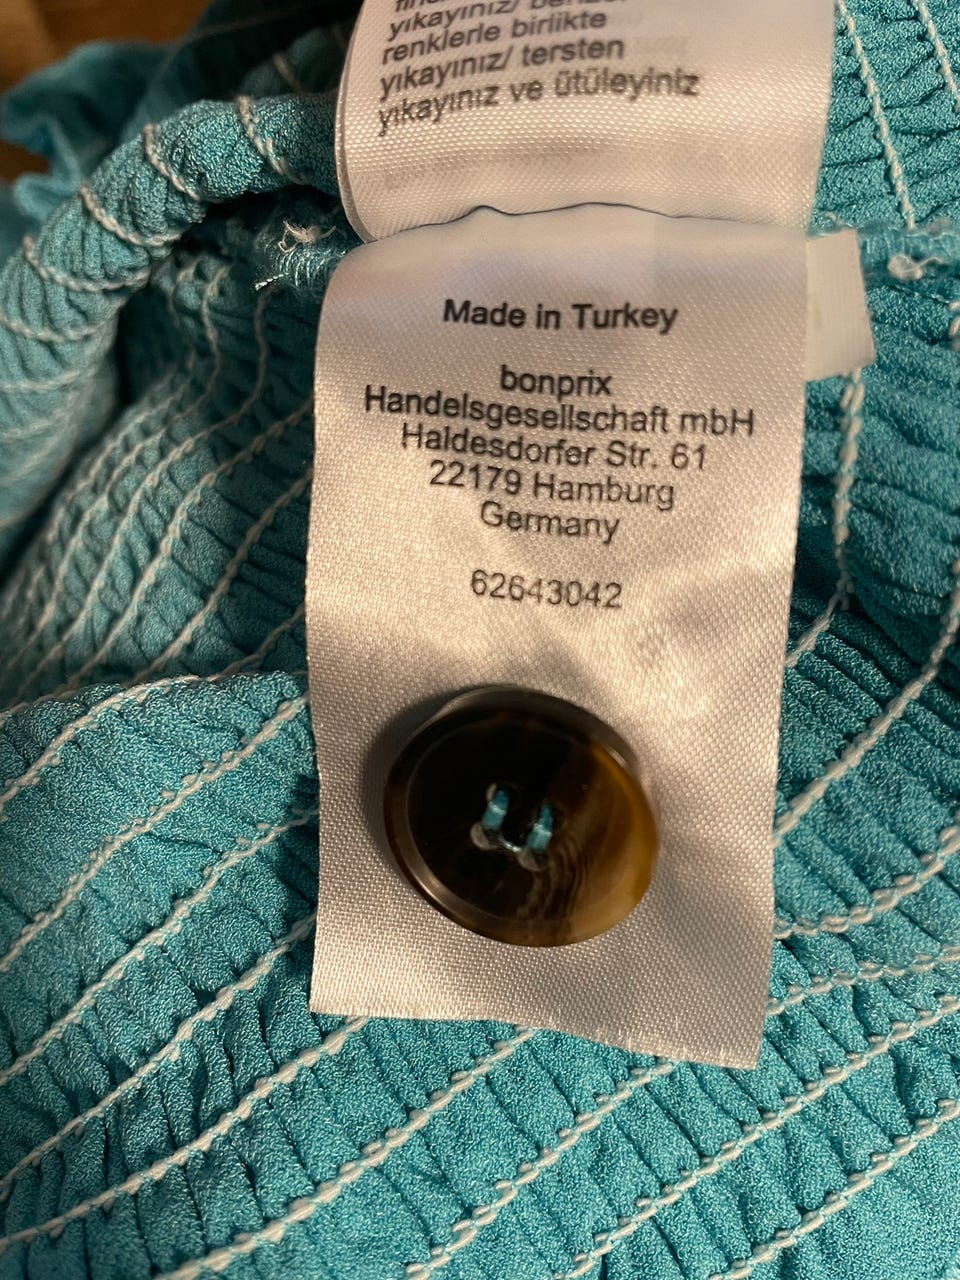 yıkayınız/
renklerle birlikte
yıkayınız/ tersten
yıkayınız ve ütüleyiniz
Made in Turkey
bonprix
Handelsgesellschaft mbH
Haldesdorfer Str. 61
22179 Hamburg
Germany
62643042